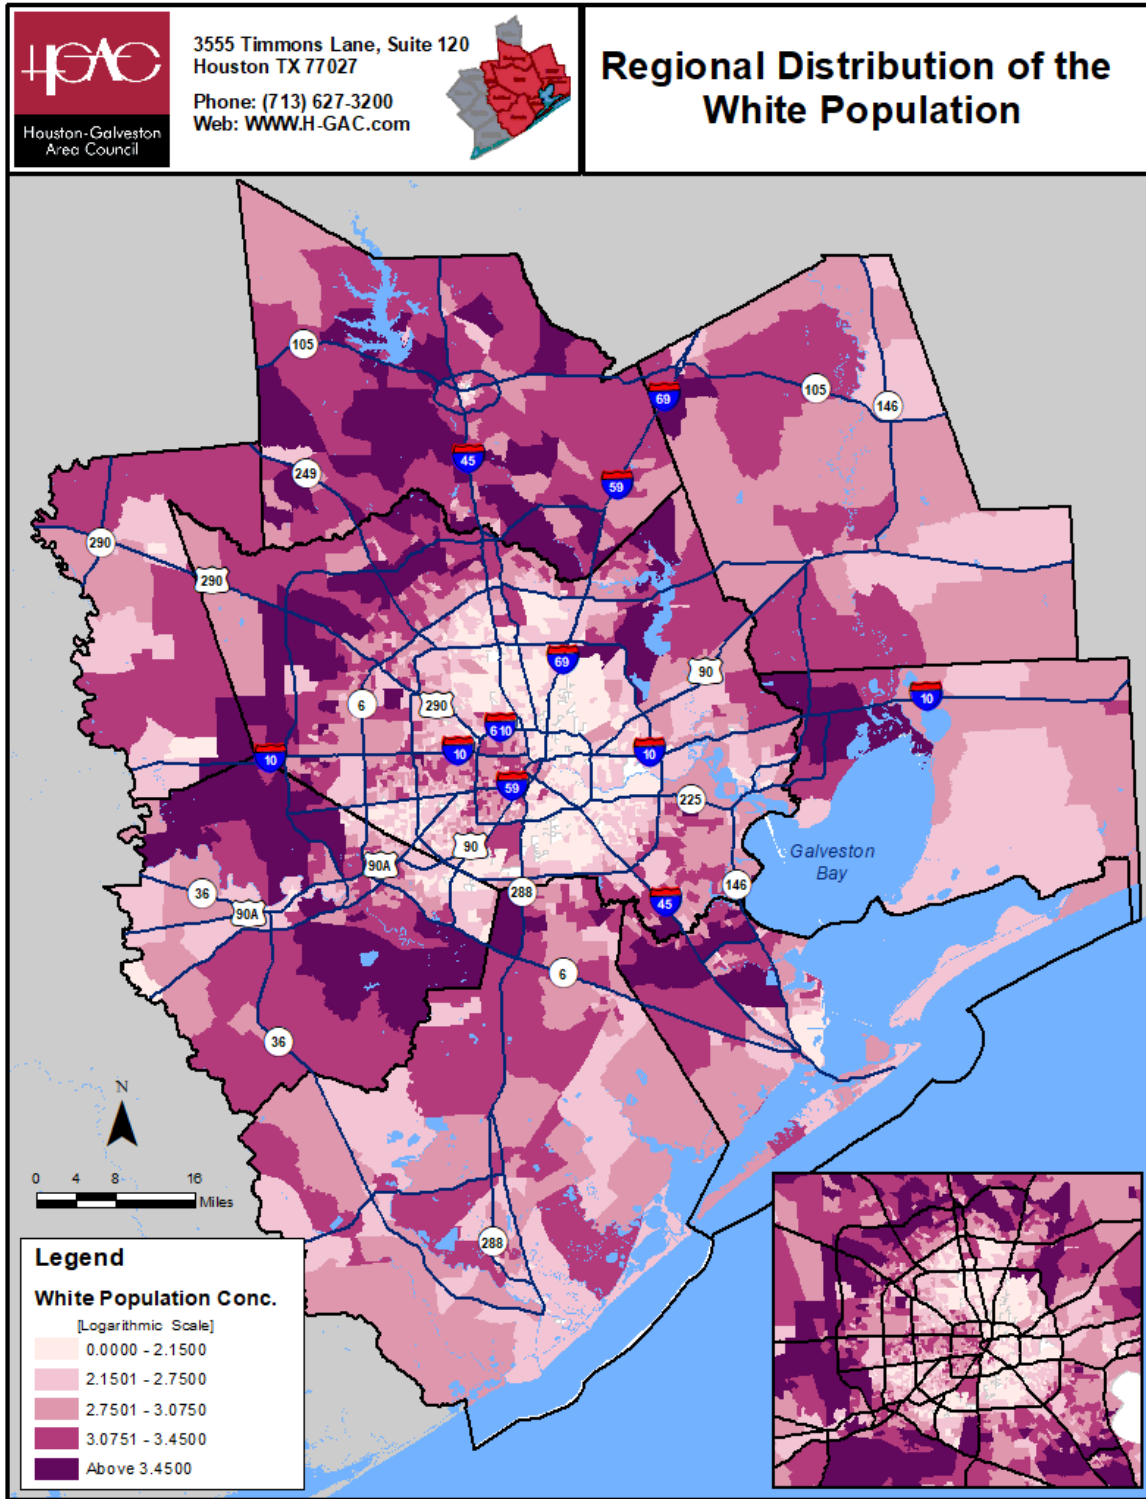 HGAC
Houston-Galveston
Area Council
3555 Timmons Lane, Suite 120
Houston TX 77027
Phone: (713) 627-3200
Web: WWW.H-GAC.com
Regional Distribution of the
White Population
105
69
105
146
45
249
59
290
290
69
90
6
290
610
10
10
10
10
59
225
90
90A
Galveston
Bay
36
90A
288
45
146
6
36
N
0 4 8 16
Miles
288
Legend
White Population Conc.
[Logarithmic Scale]
0.0000 - 2.1500
2.1501 - 2.7500
2.7501 - 3.0750
3.0751 - 3.4500
Above 3.4500